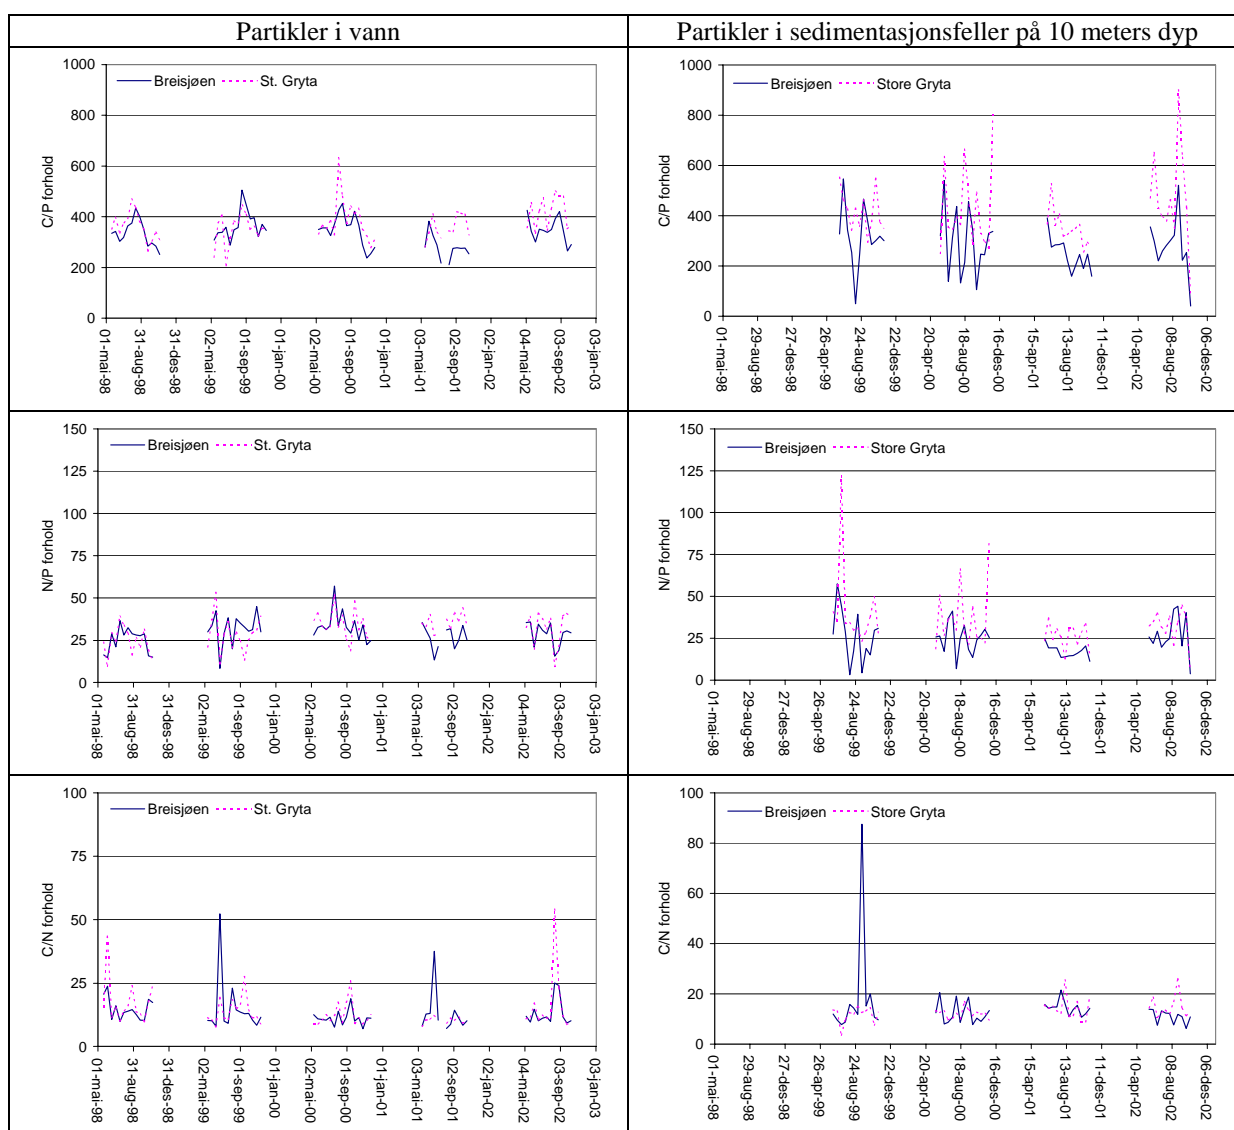 Partikler i vann
Partikler i sedimentasjonsfeller på 10 meters dyp
C/P forhold
1000
800
600
400
200
0
Breisjøen
St. Gryta
01-mai-98
31-aug-98
31-des-98
02-mai-99
01-sep-99
01-jan-00
02-mai-00
01-sep-00
01-jan-01
03-mai-01
02-sep-01
02-jan-02
04-mai-02
03-sep-02
03-jan-03
C/P forhold
1000
800
600
400
200
0
Breisjøen
Store Gryta
01-mai-98
29-aug-98
27-des-98
26-apr-99
24-aug-99
22-des-99
20-apr-00
18-aug-00
16-des-00
15-apr-01
13-aug-01
11-des-01
10-apr-02
08-aug-02
06-des-02
N/P forhold
150
125
100
75
50
25
0
Breisjøen
St. Gryta
01-mai-98
31-aug-98
31-des-98
02-mai-99
01-sep-99
01-jan-00
02-mai-00
01-sep-00
01-jan-01
03-mai-01
02-sep-01
02-jan-02
04-mai-02
03-sep-02
03-jan-03
N/P forhold
150
125
100
75
50
25
0
Breisjøen
Store Gryta
01-mai-98
29-aug-98
27-des-98
26-apr-99
24-aug-99
22-des-99
20-apr-00
18-aug-00
16-des-00
15-apr-01
13-aug-01
11-des-01
10-apr-02
08-aug-02
06-des-02
C/N forhold
100
75
50
25
0
Breisjøen
St. Gryta
01-mai-98
31-aug-98
31-des-98
02-mai-99
01-sep-99
01-jan-00
02-mai-00
01-sep-00
01-jan-01
03-mai-01
02-sep-01
02-jan-02
04-mai-02
03-sep-02
03-jan-03
C/N forhold
100
80
60
40
20
0
Breisjøen
Store Gryta
01-mai-98
29-aug-98
27-des-98
26-apr-99
24-aug-99
22-des-99
20-apr-00
18-aug-00
16-des-00
15-apr-01
13-aug-01
11-des-01
10-apr-02
08-aug-02
06-des-02